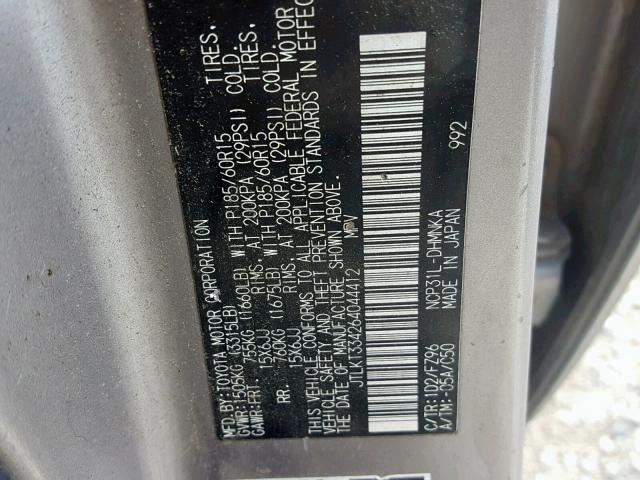 MFD. BY: TOYOTA MOTOR CORPORATION
GVWR: 1505KG (3315LB)
GAWR: FRT. 755KG (1660LB) WITH P185/60R15 TIRES,
15X6JJ RIMS, AT 200KPA (29PSI) COLD.
RR. 760KG (1675LB) WITH P185/60R15 TIRES,
15X6JJ RIMS, AT 200KPA (29PSI) COLD.
THIS VEHICLE CONFORMS TO ALL APPLICABLE FEDERAL MOTOR
VEHICLE SAFETY AND THEFT PREVENTION STANDARDS IN EFFECT
ON THE DATE OF MANUFACTURE SHOWN ABOVE.
JTLKT334264044412 MPV
C/TR: 1D2/FZ96 NCP31L-DHMNKA
A/TM: -05A/C50 MADE IN JAPAN
992